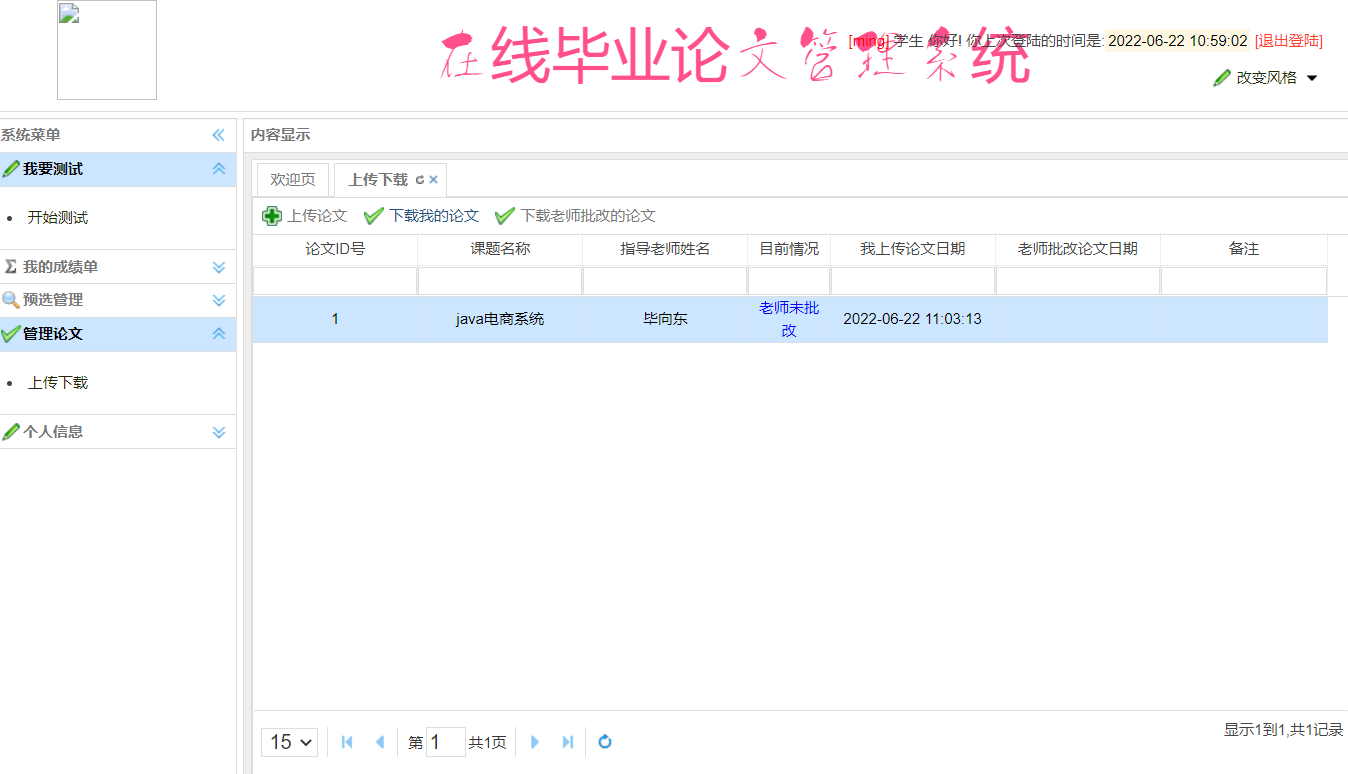 在线毕业论文管理系统
[ming] 学生 你好! 你上次登陆的时间是: 2022-06-22 10:59:02 [退出登陆]
改变风格
系统菜单
我要测试
开始测试
我的成绩单
预选管理
管理论文
上传下载
个人信息
内容显示
欢迎页 上传下载
上传论文 下载我的论文 下载老师批改的论文
论文ID号 课题名称 指导老师姓名 目前情况 我上传论文日期 老师批改论文日期 备注
1 java电商系统 毕向东 老师未批改 2022-06-22 11:03:13
15 第 1 共1页
显示1到1,共1记录